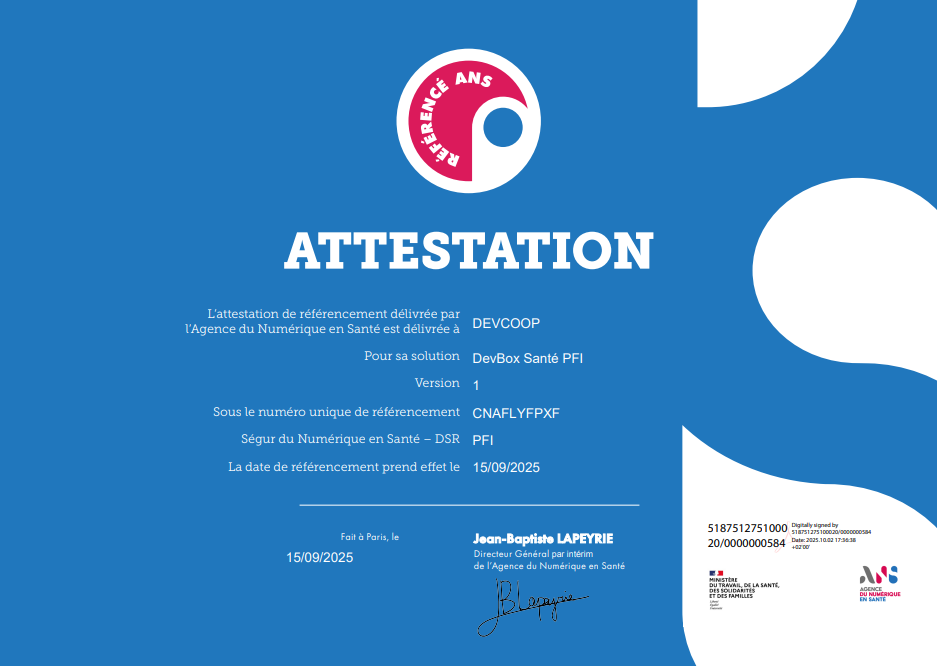 RÉFÉRENCÉ ANS
ATTESTATION
L'attestation de référencement délivrée par
l'Agence du Numérique en Santé est délivrée à
DEVCOOP
Pour sa solution DevBox Santé PFI
Version 1
Sous le numéro unique de référencement CNAFLYFPXF
Ségur du Numérique en Santé – DSR PFI
La date de référencement prend effet le 15/09/2025
Fait à Paris, le
15/09/2025
Jean-Baptiste LAPEYRIE
Directeur Général par intérim
de l'Agence du Numérique en Santé
JBLapeyrie
5187512751000
20/0000000584
Digitally signed by
518751275100020/0000000584
Date: 2025.10.02 17:36:38
+02'00'
MINISTÈRE
DU TRAVAIL, DE LA SANTÉ,
DES SOLIDARITÉS
ET DES FAMILLES
Liberté
Égalité
Fraternité
ANS
AGENCE
DU NUMÉRIQUE
EN SANTÉ